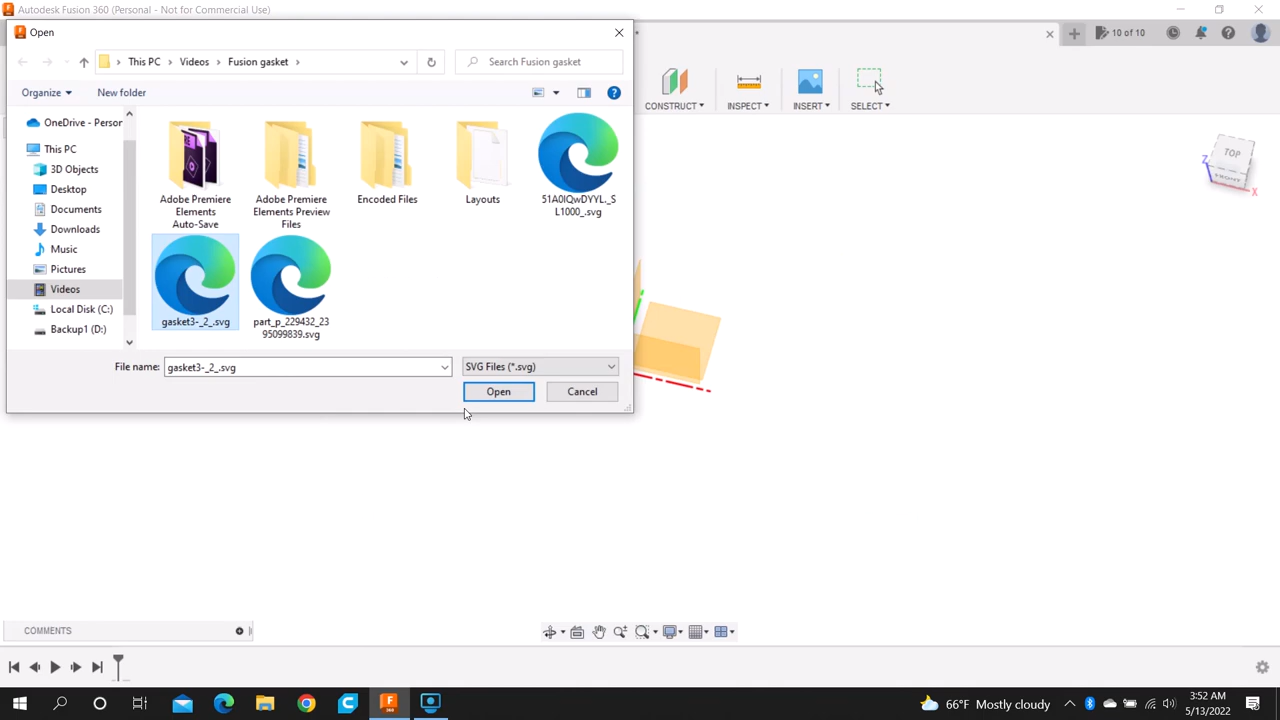 Autodesk Fusion 360 (Personal - Not for Commercial Use)
Open
This PC
Videos
Fusion gasket
Search Fusion gasket
Organize
New folder
10 of 10
CONSTRUCT
INSPECT
INSERT
SELECT
OneDrive - Person
This PC
3D Objects
Desktop
Documents
Downloads
Music
Pictures
Videos
Local Disk (C:)
Backup1 (D:)
Adobe Premiere
Elements
Auto-Save
Adobe Premiere
Elements Preview
Files
Encoded Files
Layouts
51A0IQwDYYL._S
L1000_.svg
gasket3-_2_.svg
part_p_229432_23
95099839.svg
File name:
gasket3-_2_.svg
SVG Files (*.svg)
Open
Cancel
TOP
FRONT
Z
X
COMMENTS
66°F Mostly cloudy
3:52 AM
5/13/2022